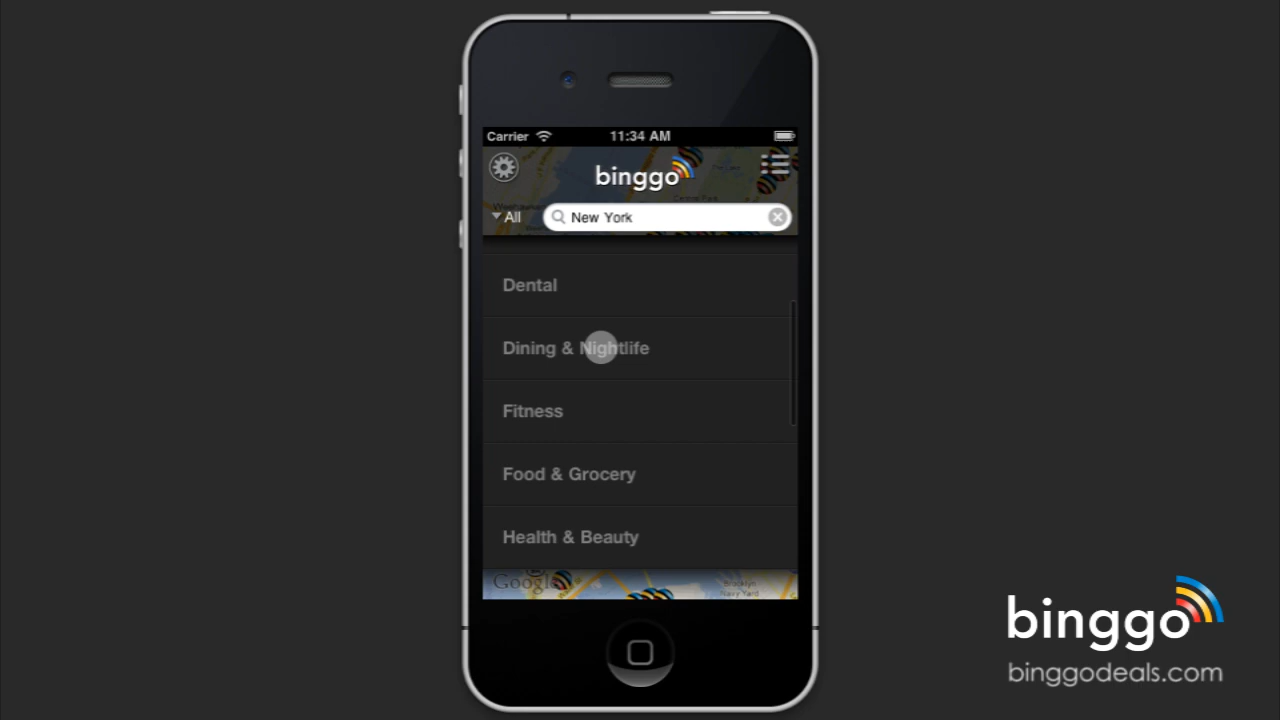 Carrier 11:34 AM
binggo
All New York
Dental
Dining & Nightlife
Fitness
Food & Grocery
Health & Beauty
Google
Brooklyn
Navy Yard
binggo
binggodeals.com